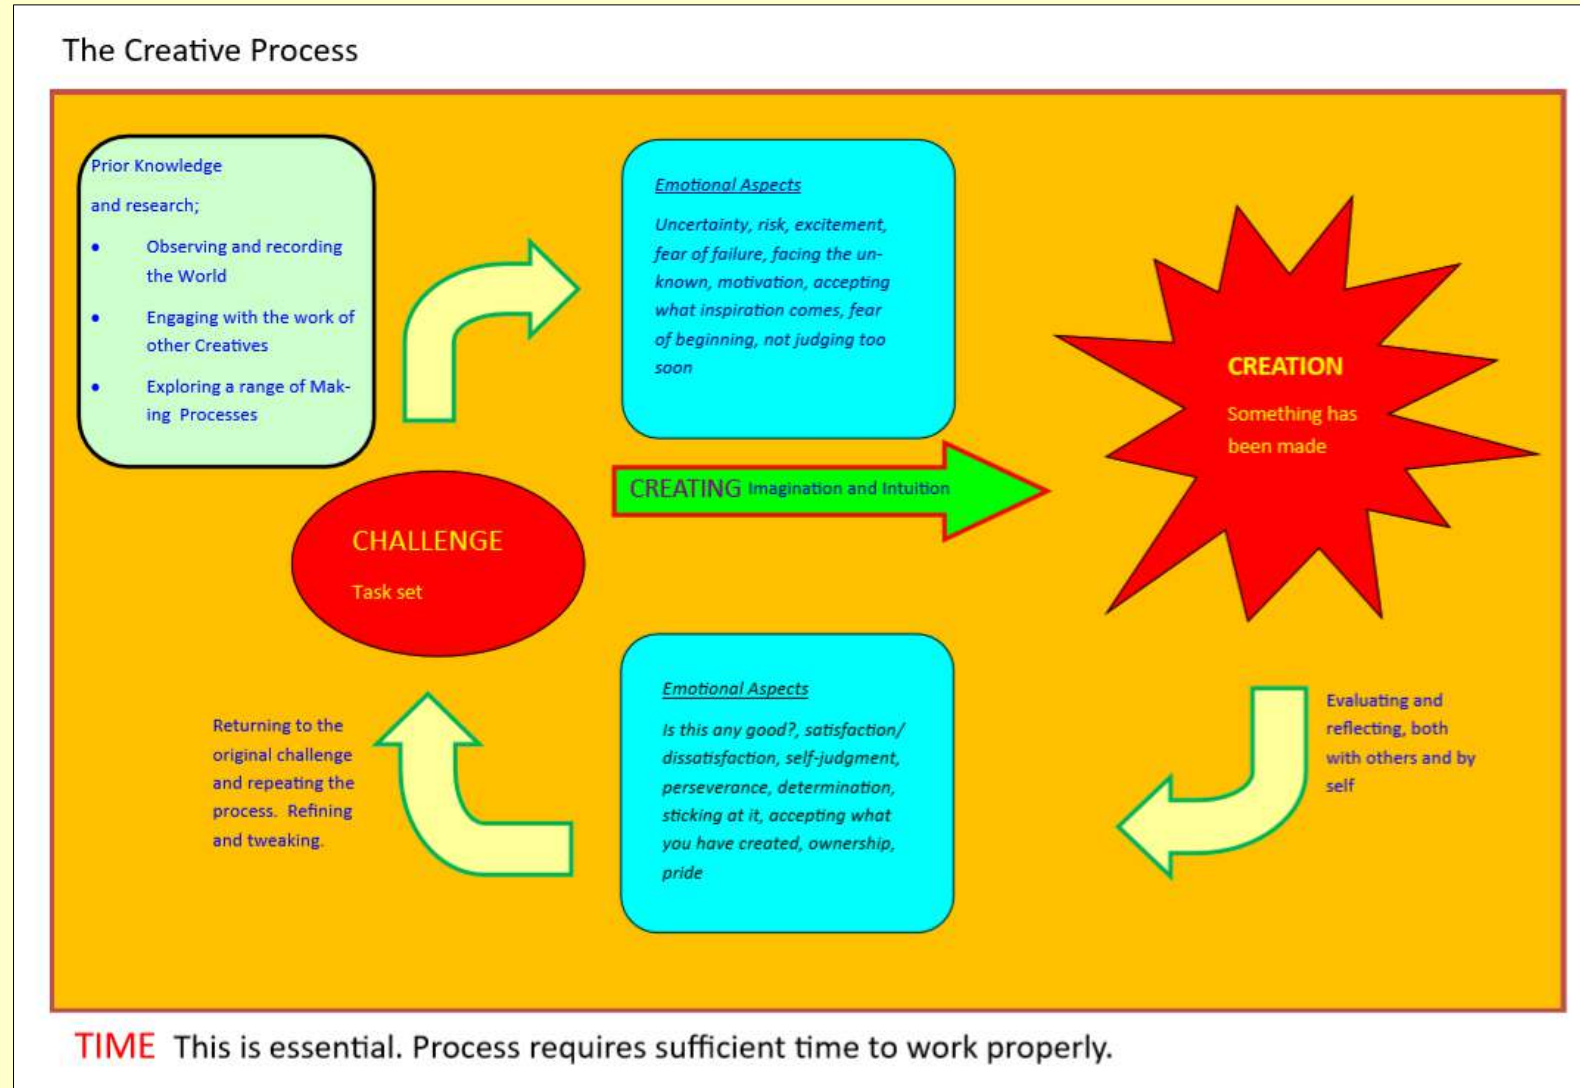 The Creative Process
Prior Knowledge
and research;
• Observing and recording
the World
• Engaging with the work of
other Creatives
• Exploring a range of Mak-
ing Processes
Emotional Aspects
Uncertainty, risk, excitement,
fear of failure, facing the un-
known, motivation, accepting
what inspiration comes, fear
of beginning, not judging too
soon
CREATION
Something has
been made
CREATING Imagination and Intuition
CHALLENGE
Task set
Emotional Aspects
Is this any good?, satisfaction/
dissatisfaction, self-judgment,
perseverance, determination,
sticking at it, accepting what
you have created, ownership,
pride
Evaluating and
reflecting, both
with others and by
self
Returning to the
original challenge
and repeating the
process. Refining
and tweaking.
TIME This is essential. Process requires sufficient time to work properly.